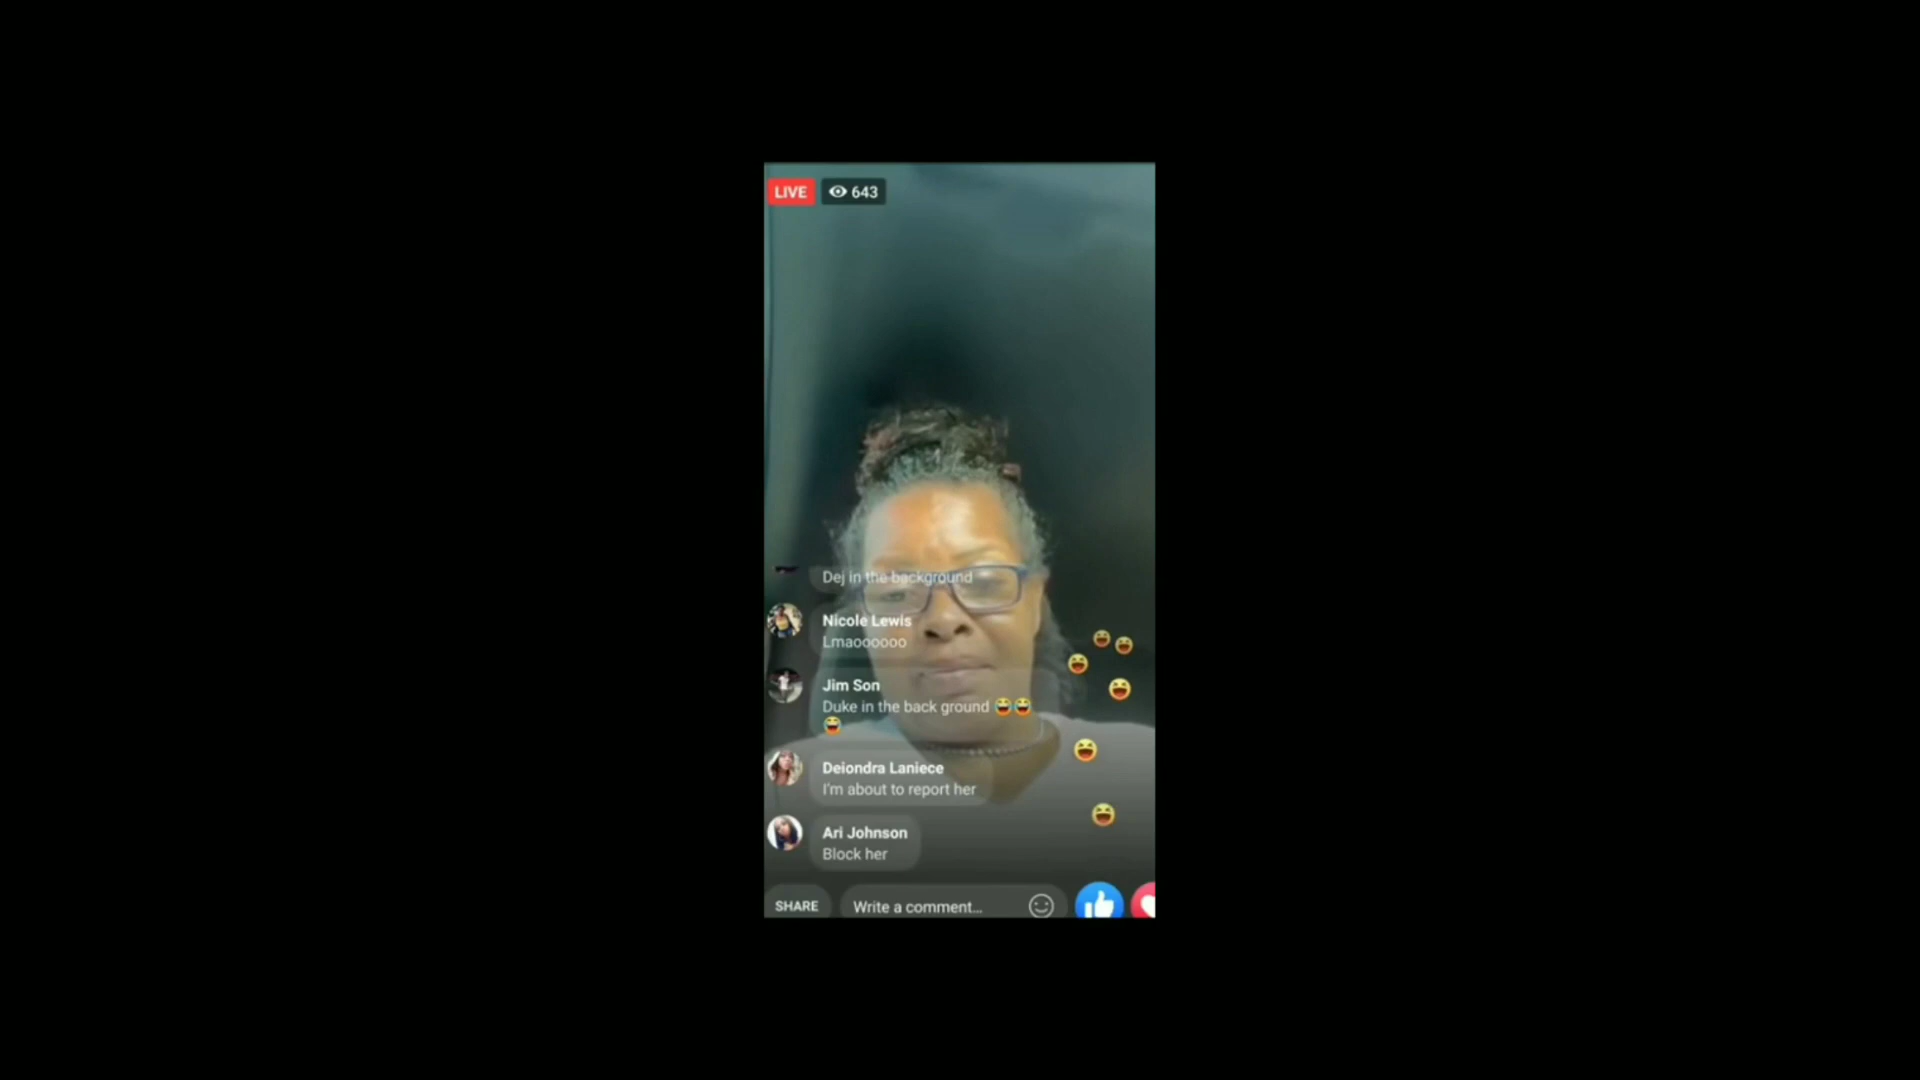 LIVE 643
Dej in the background
Nicole Lewis
Lmaoooooo
Jim Son
Duke in the back ground 😂😂
😂
Deiondra Laniece
I'm about to report her
Ari Johnson
Block her
SHARE Write a comment...